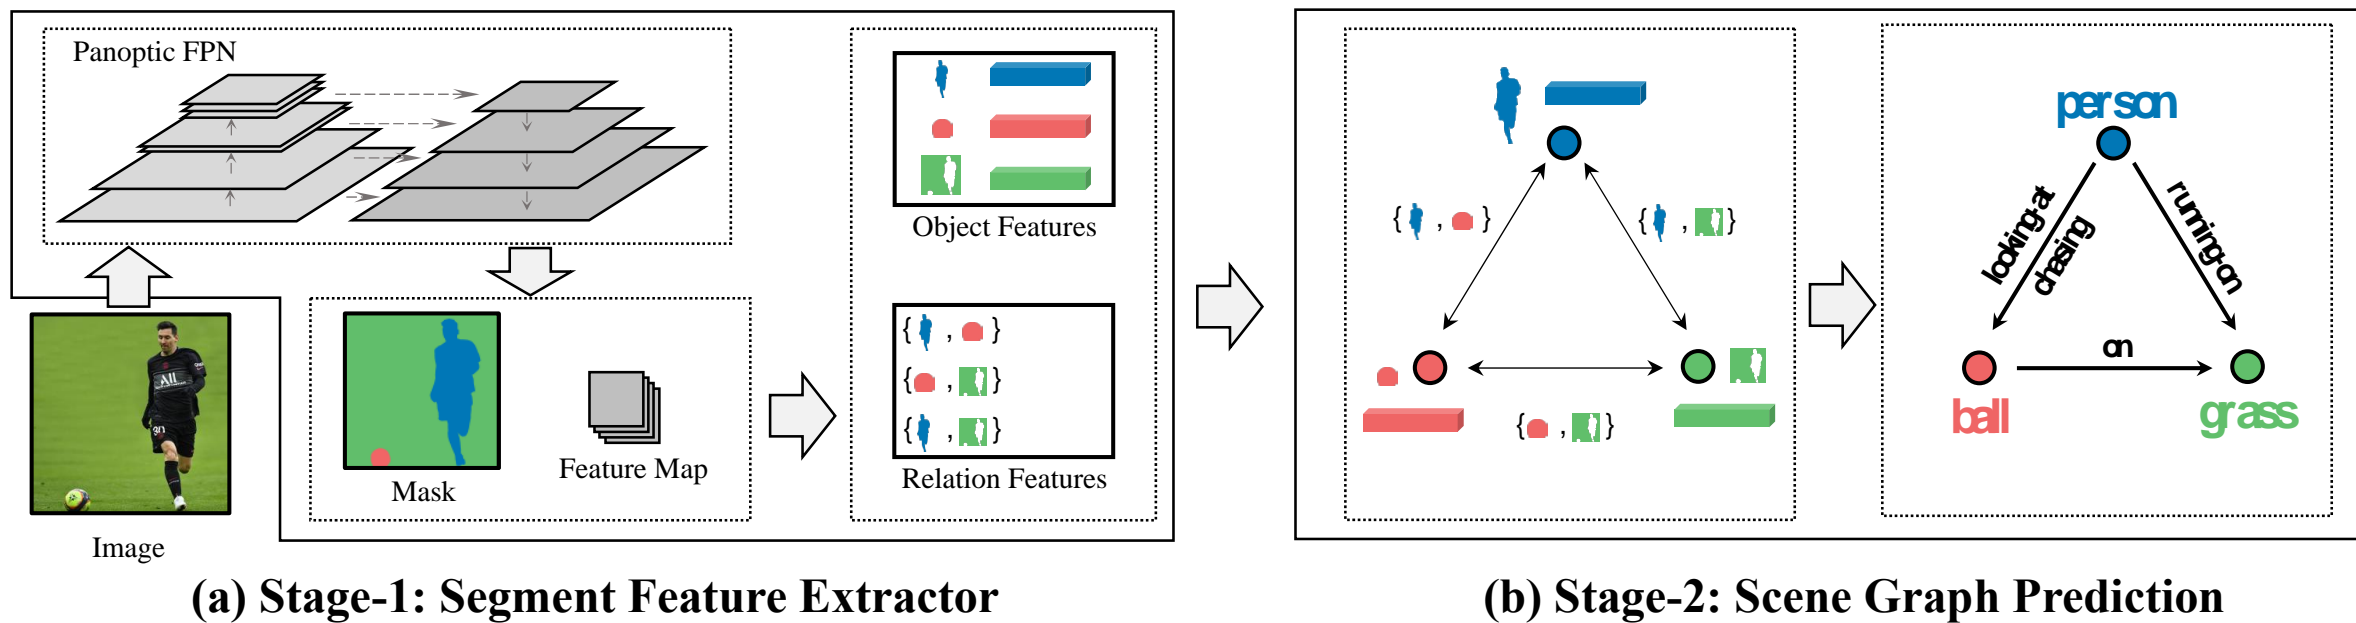 Panoptic FPN
Image
Mask
Feature Map
Object Features
{ , }
{ , }
{ , }
Relation Features
(a) Stage-1: Segment Feature Extractor
{ , }
{ , }
{ , }
person
looking-at
chasing
running-on
on
ball
grass
(b) Stage-2: Scene Graph Prediction
30